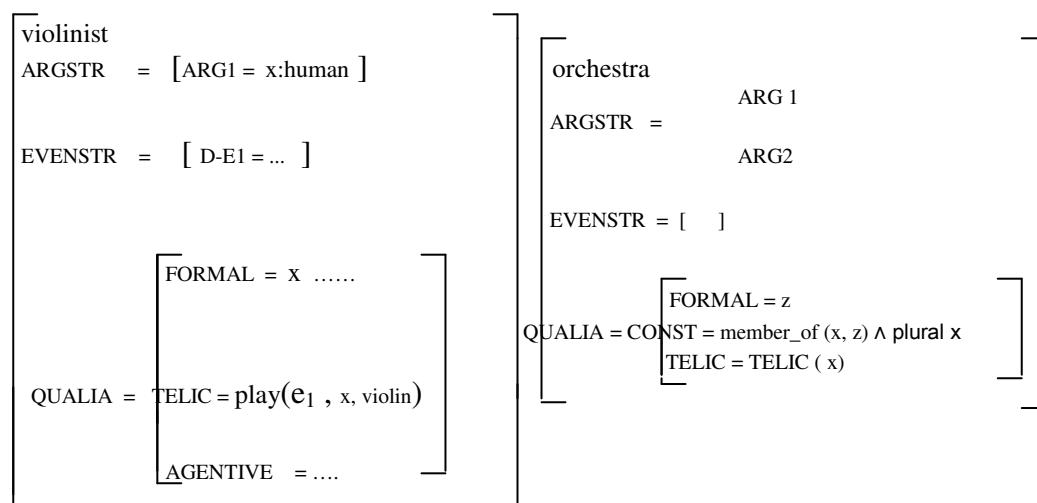 violinist
ARGSTR = [ARG1 = x:human ]
EVENSTR = [ D-E1 = ... ]
FORMAL = x ......
QUALIA = TELIC = play(e1 , x, violin)
AGENTIVE = ....
orchestra
ARG 1
ARGSTR =
ARG2
EVENSTR = [ ]
FORMAL = z
QUALIA = CONST = member_of (x, z) ∧ plural x
TELIC = TELIC ( x)